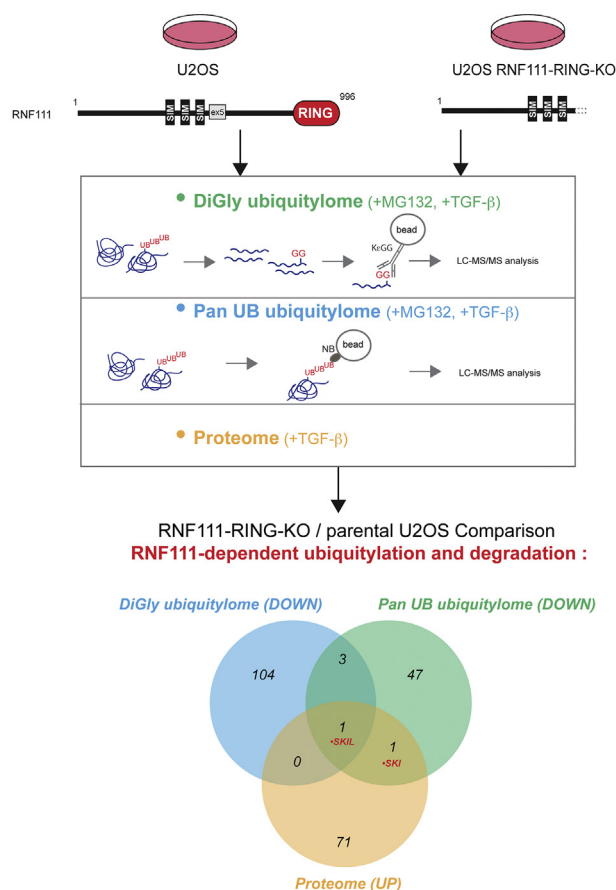 U2OS
U2OS RNF111-RING-KO
RNF111
1
SIM
SIM
SIM
ex5
RING
996
1
SIM
SIM
SIM
• DiGly ubiquitylome (+MG132, +TGF-β)
UB UB UB
GG
bead
KεGG
GG
LC-MS/MS analysis
• Pan UB ubiquitylome (+MG132, +TGF-β)
UB UB UB
NB
bead
UB UB UB
LC-MS/MS analysis
• Proteome (+TGF-β)
RNF111-RING-KO / parental U2OS Comparison
RNF111-dependent ubiquitylation and degradation :
DiGly ubiquitylome (DOWN)
Pan UB ubiquitylome (DOWN)
104
3
47
1
•SKIL
1
•SKI
0
71
Proteome (UP)